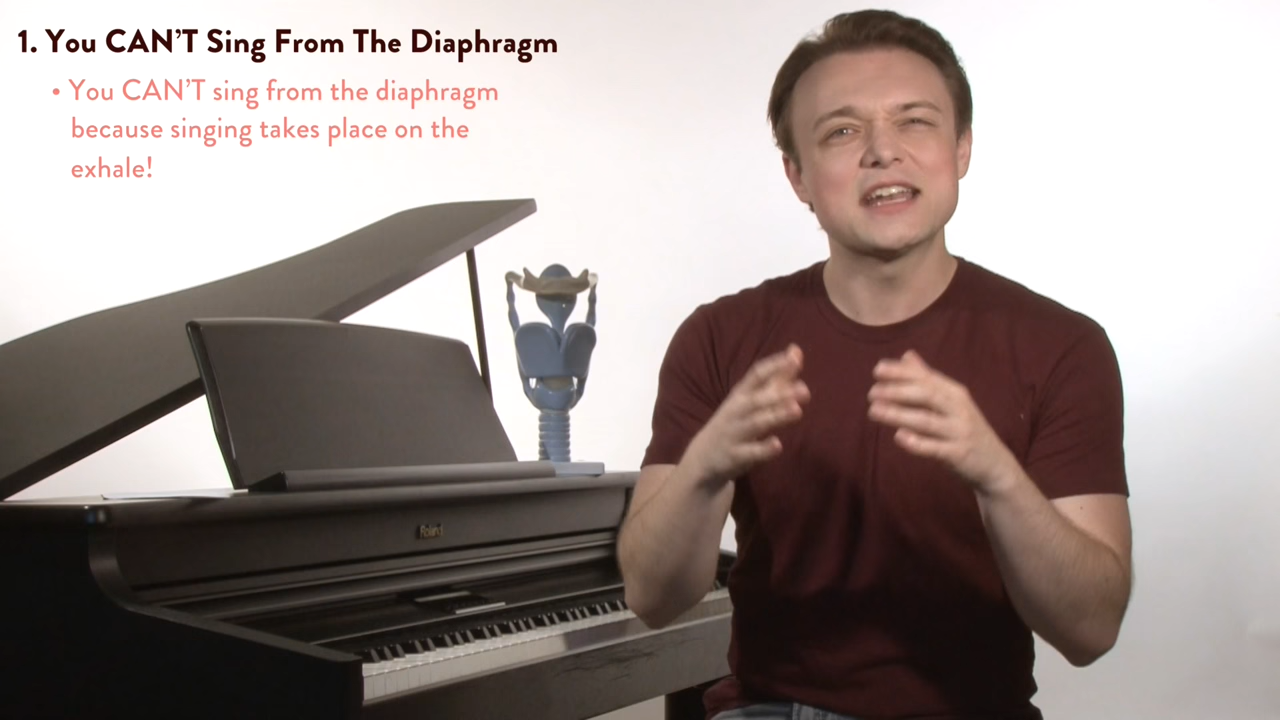 1. You CAN’T Sing From The Diaphragm
• You CAN’T sing from the diaphragm
because singing takes place on the
exhale!
Roland